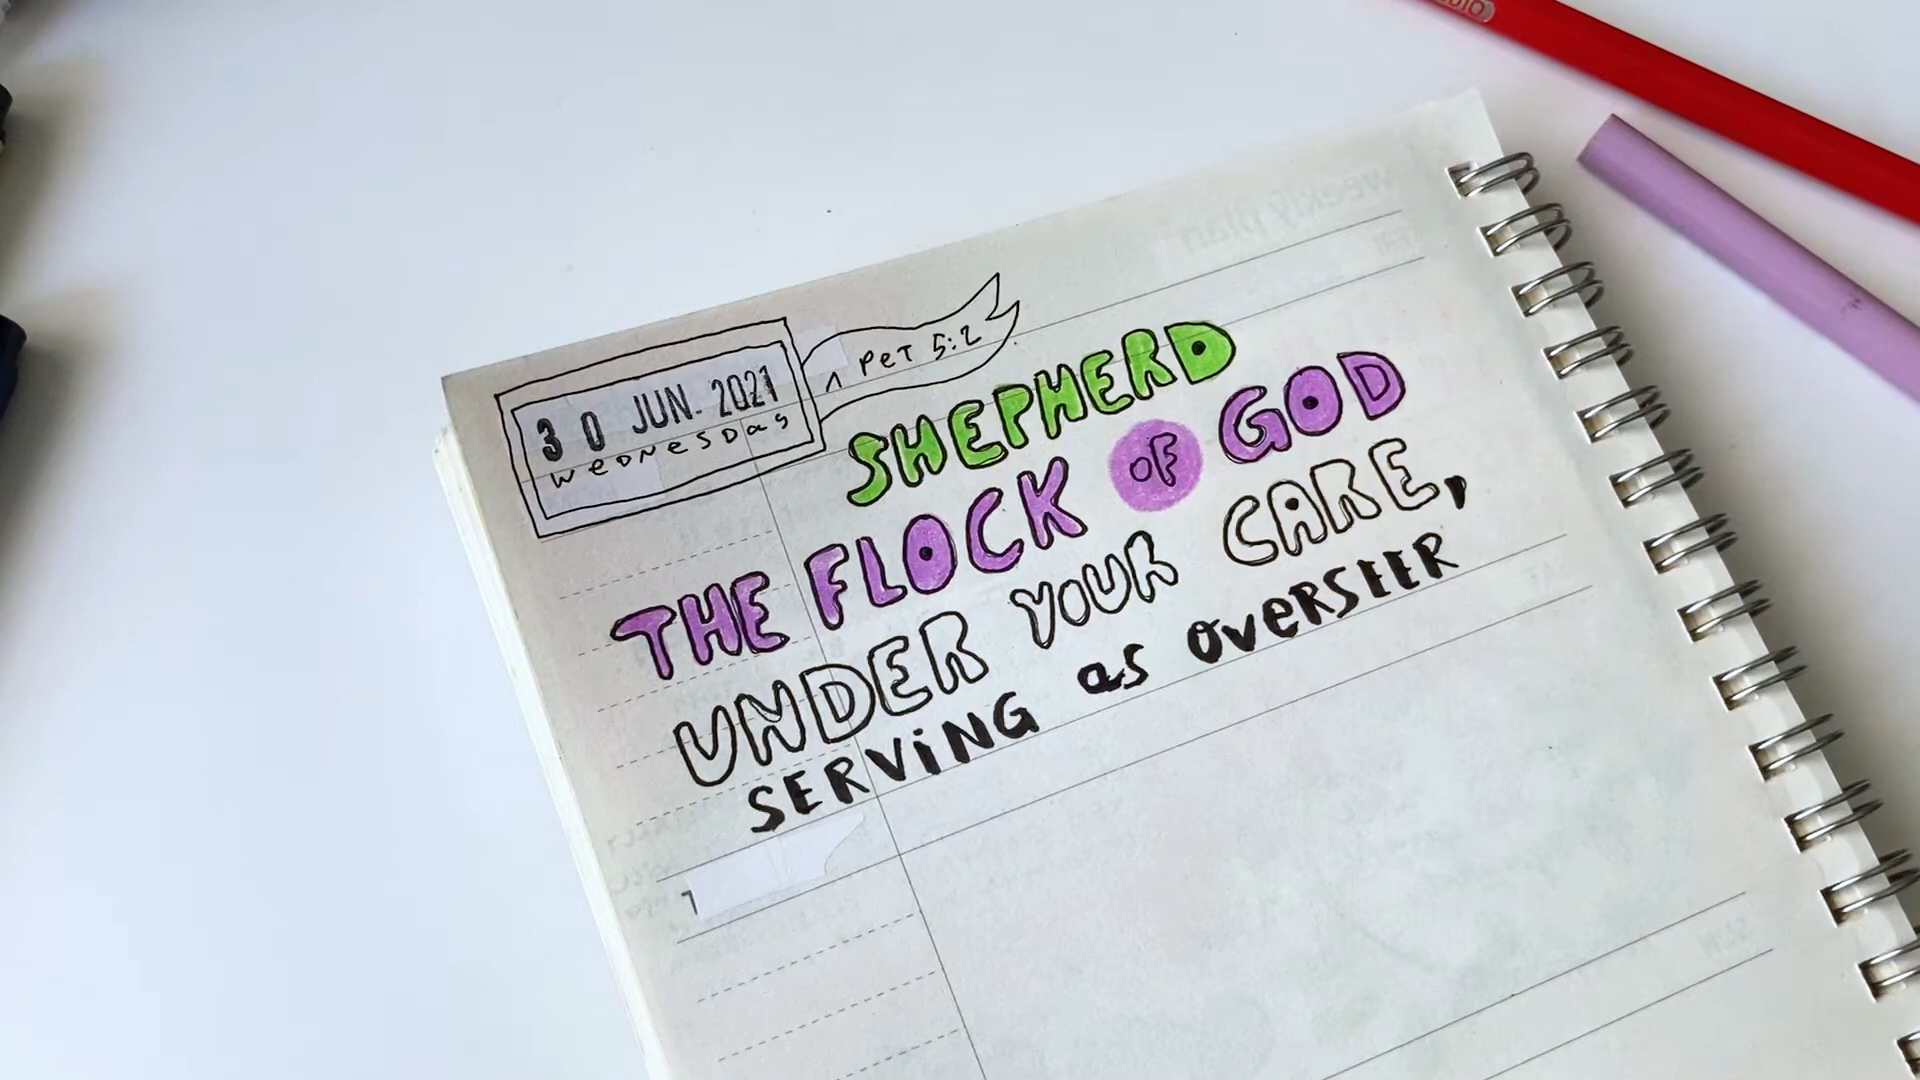 30 JUN. 2021
Wednesday
1 Pet 5:2
SHEPHERD
THE FLOCK OF GOD
UNDER YOUR CARE,
SERVING as OVERSEER